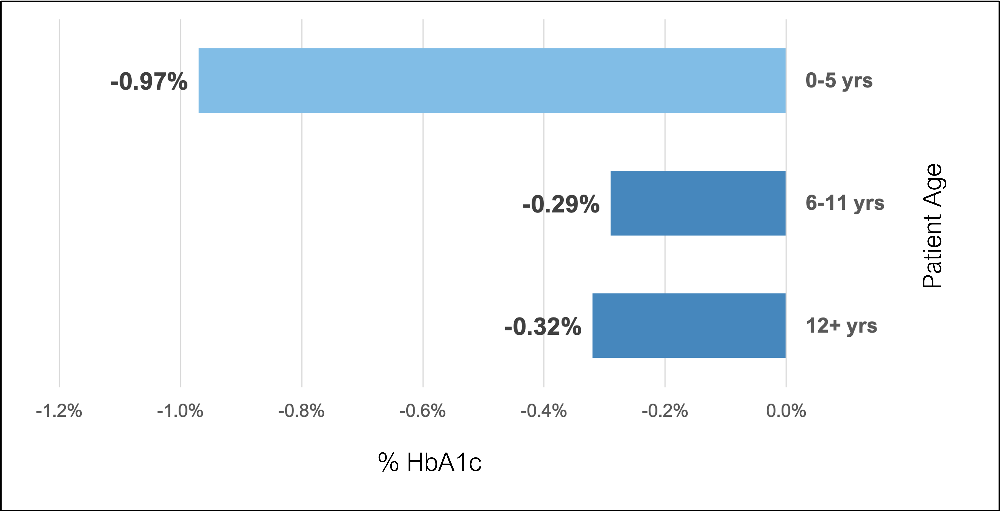 -0.97%
0-5 yrs
-0.29%
6-11 yrs
-0.32%
12+ yrs
Patient Age
-1.2%
-1.0%
-0.8%
-0.6%
-0.4%
-0.2%
0.0%
% HbA1c